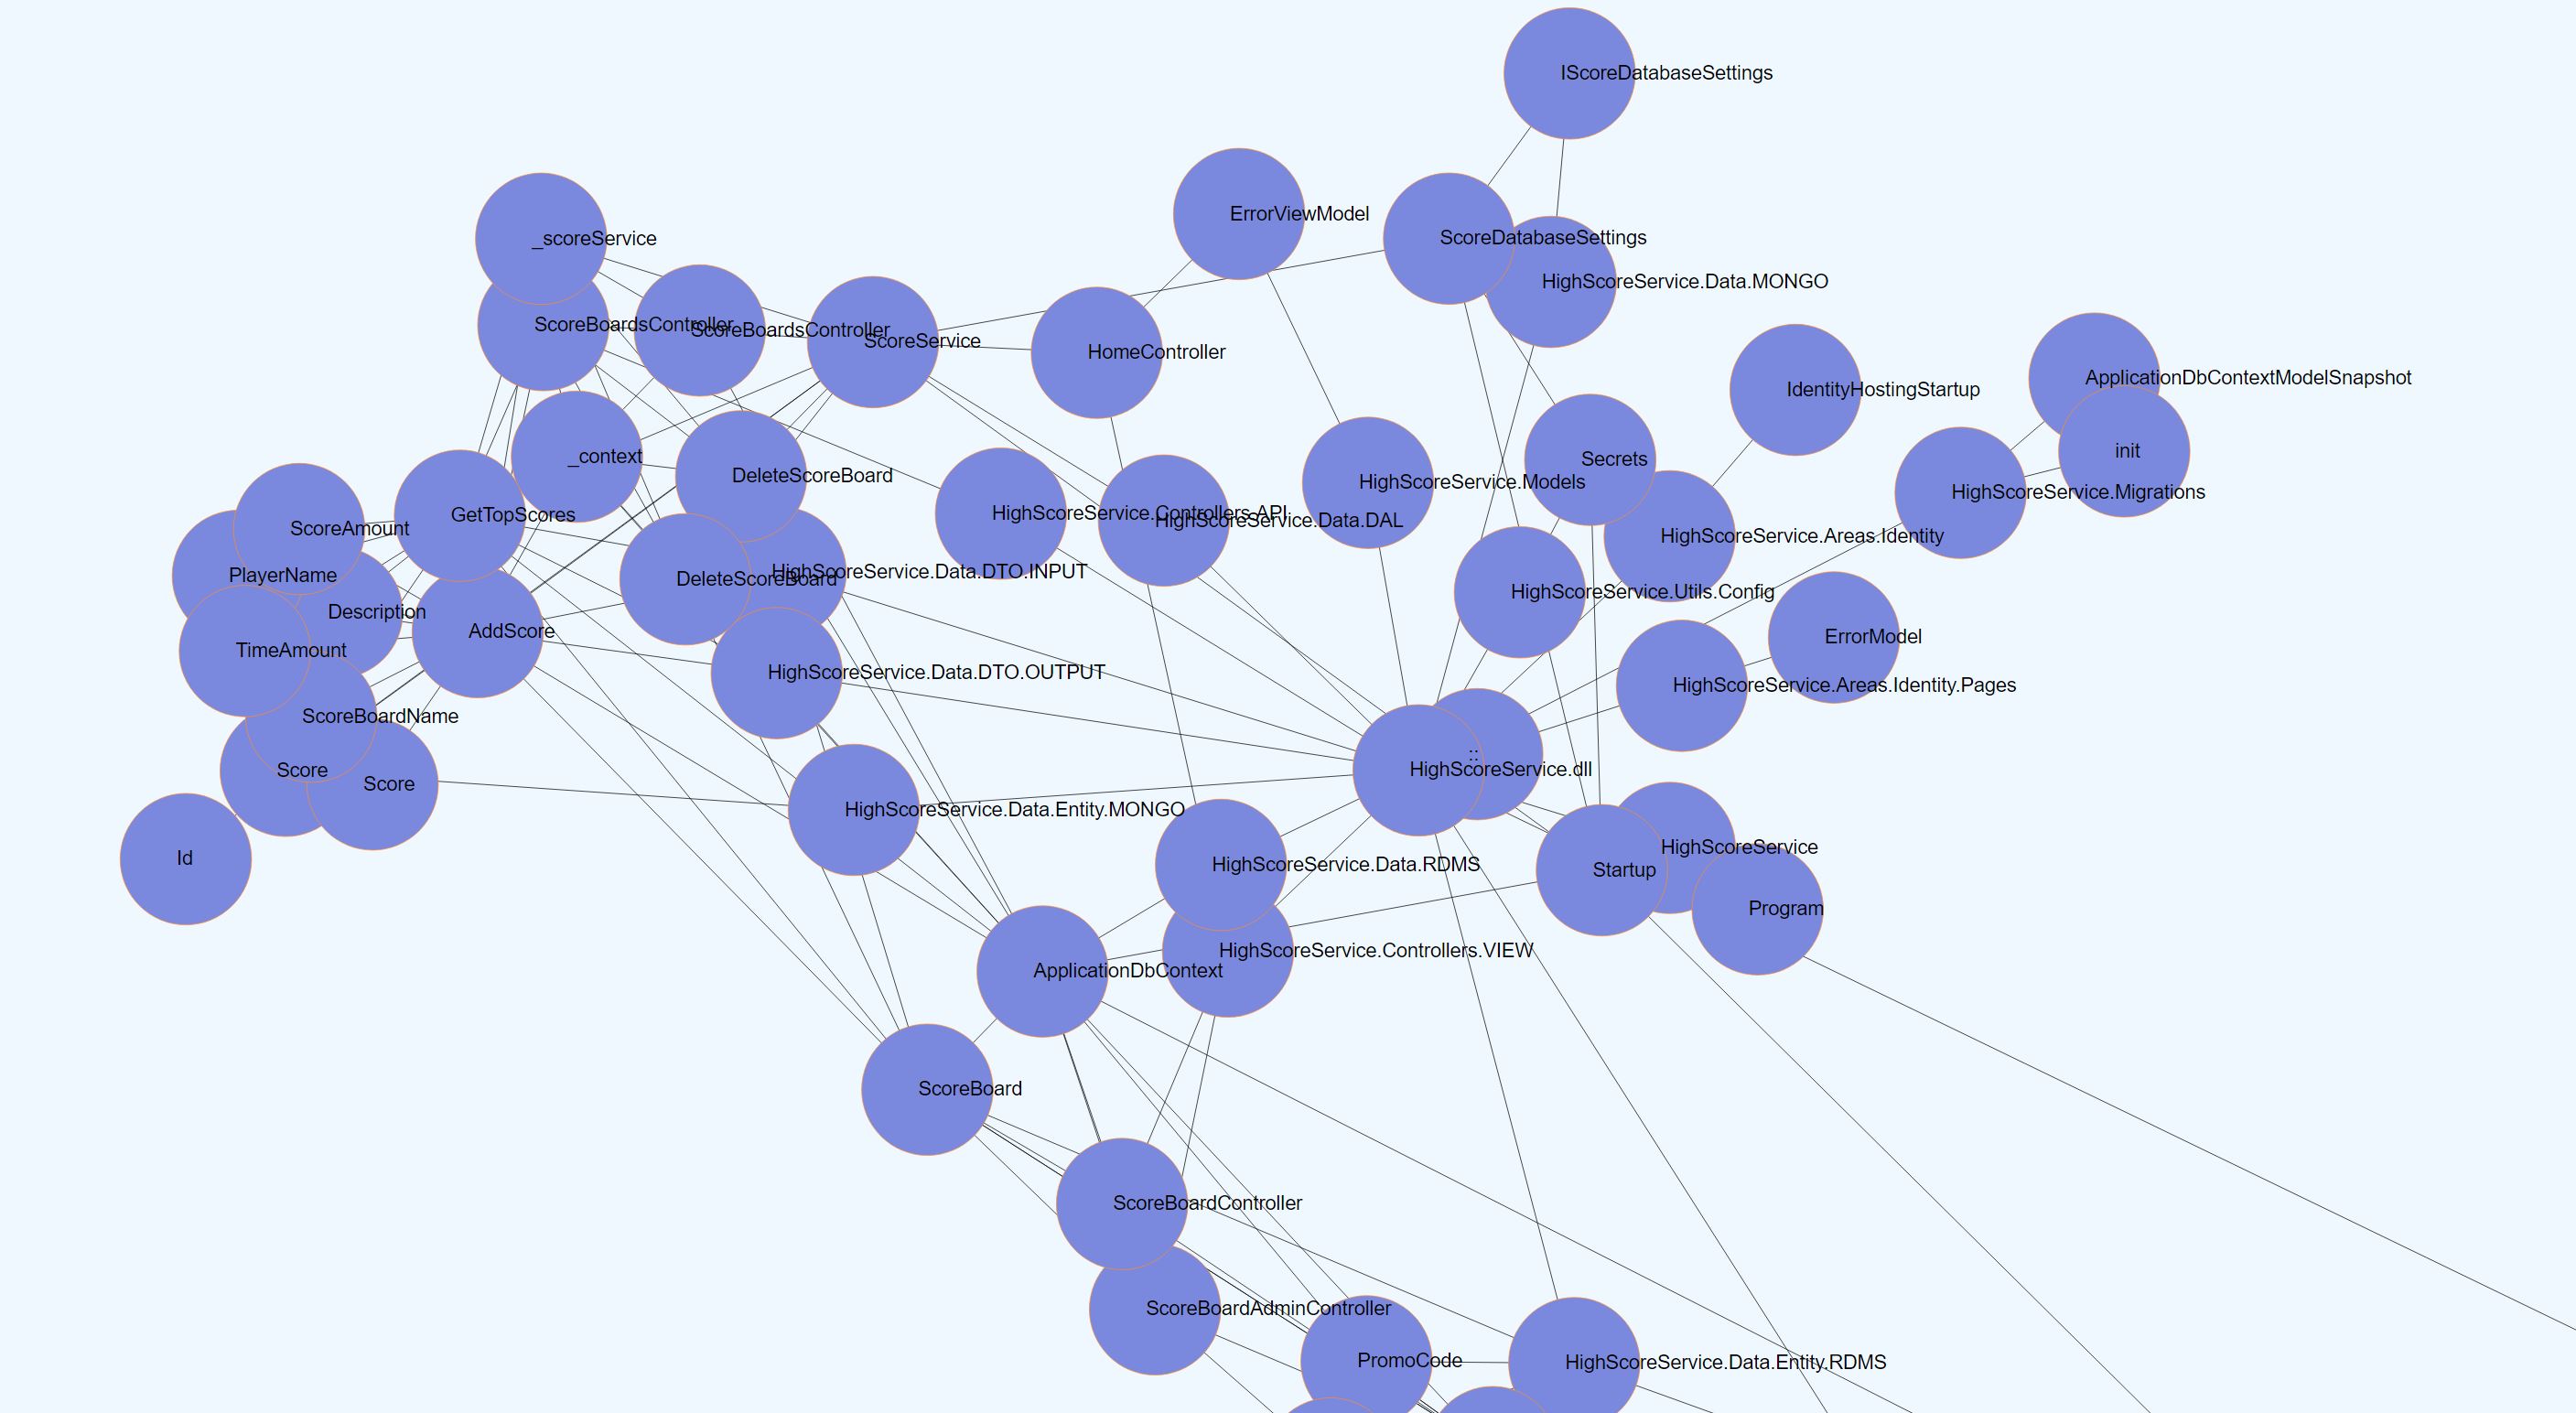 IScoreDatabaseSettings
ErrorViewModel
_scoreService
ScoreDatabaseSettings
HighScoreService.Data.MONGO
ScoreBoardsController
ScoreBoardsController
ScoreService
HomeController
ApplicationDbContextModelSnapshot
IdentityHostingStartup
init
_context
Secrets
DeleteScoreBoard
HighScoreService.Models
HighScoreService.Migrations
GetTopScores
HighScoreService.Controllers.API
HighScoreService.Data.DAL
ScoreAmount
HighScoreService.Areas.Identity
HighScoreService.Data.DTO.INPUT
PlayerName
DeleteScoreBoard
HighScoreService.Utils.Config
Description
AddScore
ErrorModel
TimeAmount
HighScoreService.Data.DTO.OUTPUT
HighScoreService.Areas.Identity.Pages
ScoreBoardName
::
HighScoreService.dll
Score
Score
HighScoreService.Data.Entity.MONGO
HighScoreService
Id
HighScoreService.Data.RDMS
Startup
Program
HighScoreService.Controllers.VIEW
ApplicationDbContext
ScoreBoard
ScoreBoardController
ScoreBoardAdminController
PromoCode
HighScoreService.Data.Entity.RDMS